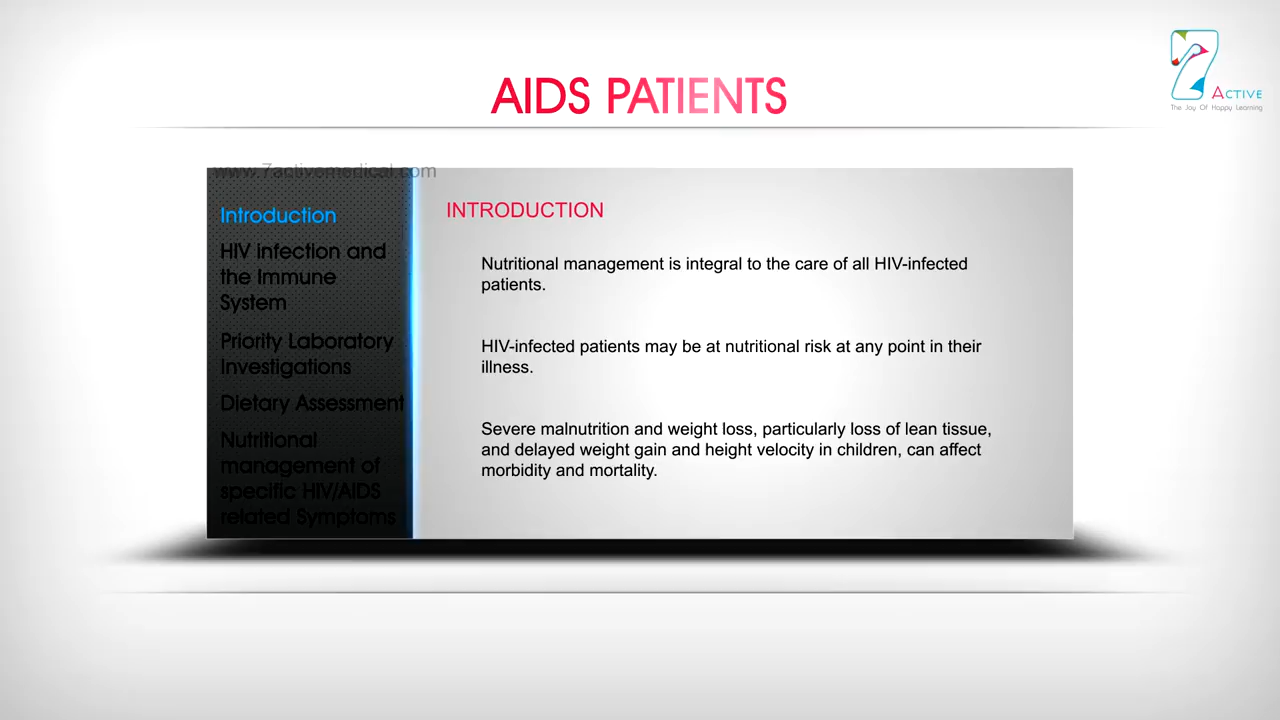 AIDS PATIENTS
7 ACTIVE
The Joy Of Happy Learning
www.7activemedical.com
Introduction
HIV infection and
the Immune
System
Priority Laboratory
Investigations
Dietary Assessment
Nutritional
management of
specific HIV/AIDS
related Symptoms
INTRODUCTION
Nutritional management is integral to the care of all HIV-infected
patients.
HIV-infected patients may be at nutritional risk at any point in their
illness.
Severe malnutrition and weight loss, particularly loss of lean tissue,
and delayed weight gain and height velocity in children, can affect
morbidity and mortality.